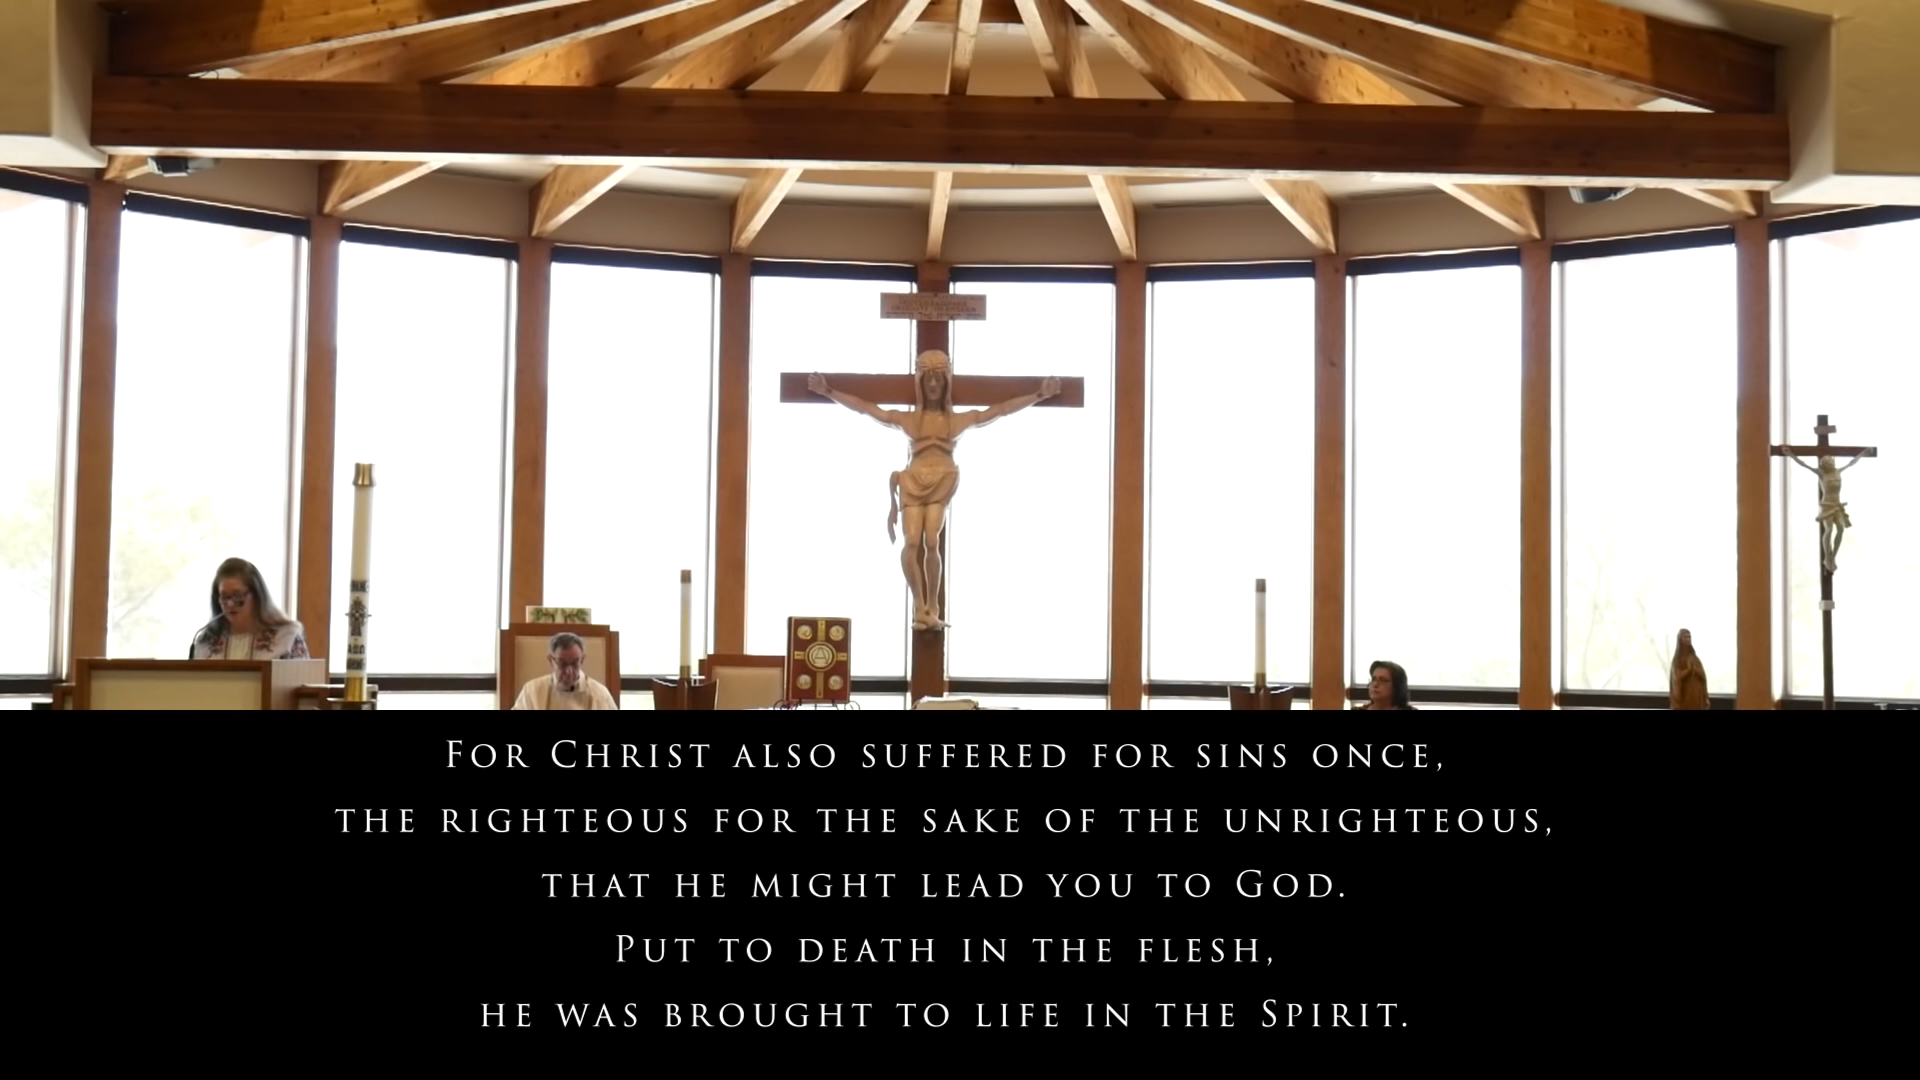 For Christ also suffered for sins once,
the righteous for the sake of the unrighteous,
that he might lead you to God.
Put to death in the flesh,
he was brought to life in the Spirit.